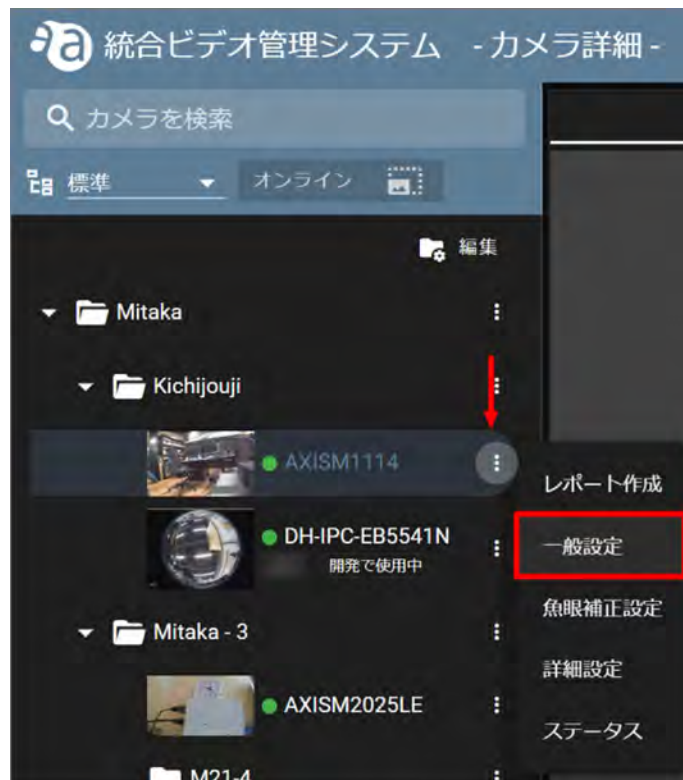 統合ビデオ管理システム - カメラ詳細 -
カメラを検索
標準 オンライン
編集
Mitaka
Kichijouji
AXISM1114
DH-IPC-EB5541N
開発で使用中
Mitaka - 3
AXISM2025LE
M21-4
レポート作成
一般設定
魚眼補正設定
詳細設定
ステータス